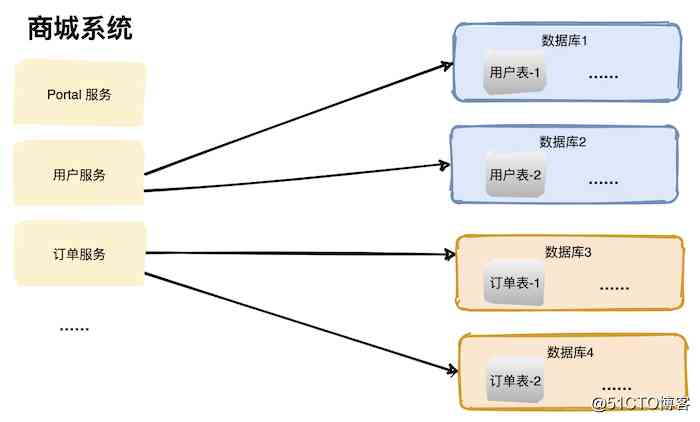 商城系统
Portal 服务
用户服务
订单服务
......
数据库1
用户表-1
......
数据库2
用户表-2
......
数据库3
订单表-1
......
数据库4
订单表-2
......
@51CTO博客